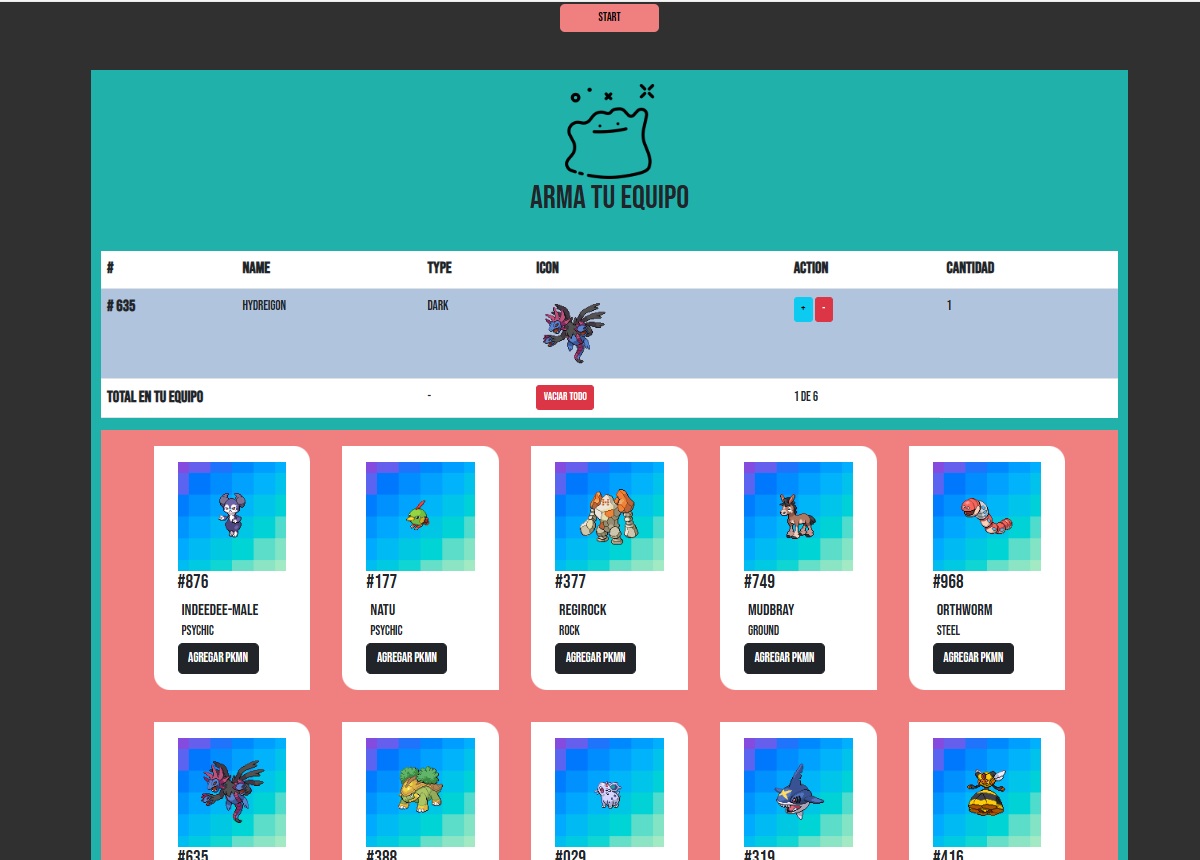 START
ARMA TU EQUIPO
# NAME TYPE ICON ACTION CANTIDAD
# 635 HYDREIGON DARK + - 1
TOTAL EN TU EQUIPO - VACIAR TODO 1 DE 6
#876 #177 #377 #749 #968
INDEEDEE-MALE NATU REGIROCK MUDBRAY ORTHWORM
PSYCHIC PSYCHIC ROCK GROUND STEEL
AGREGAR PKMN AGREGAR PKMN AGREGAR PKMN AGREGAR PKMN AGREGAR PKMN
#635 #388 #029 #319 #416